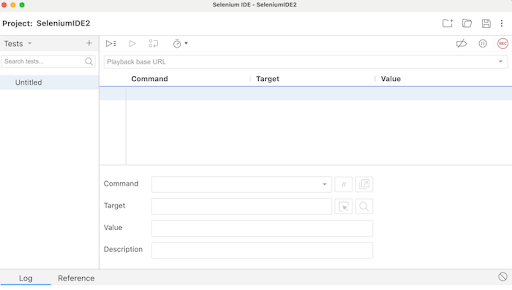 Selenium IDE - SeleniumIDE2
Project: SeleniumIDE2
Tests
Search tests...
Untitled
Playback base URL
Command Target Value
Command
//
Target
Value
Description
Log Reference
REC